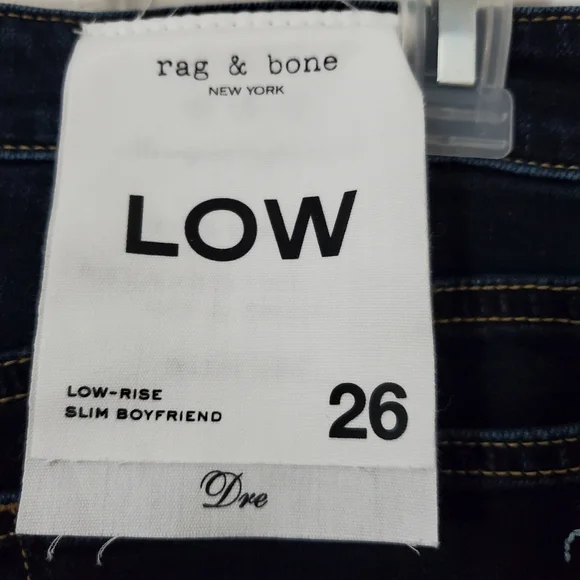 rag & bone
NEW YORK
LOW
LOW-RISE
SLIM BOYFRIEND
26
Dre